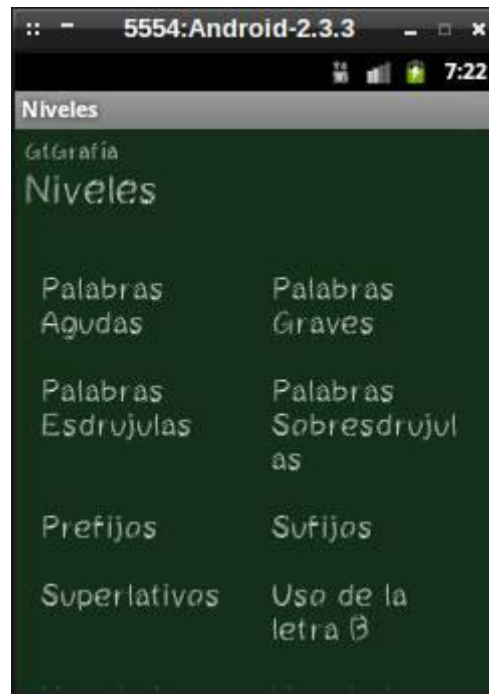 5554:Android-2.3.3
7:22
Niveles
GtGrafía
Niveles
Palabras
Agudas
Palabras
Graves
Palabras
Esdrujulas
Palabras
Sobresdrujul
as
Prefijos
Sufijos
Superlativos
Uso de la
letra B